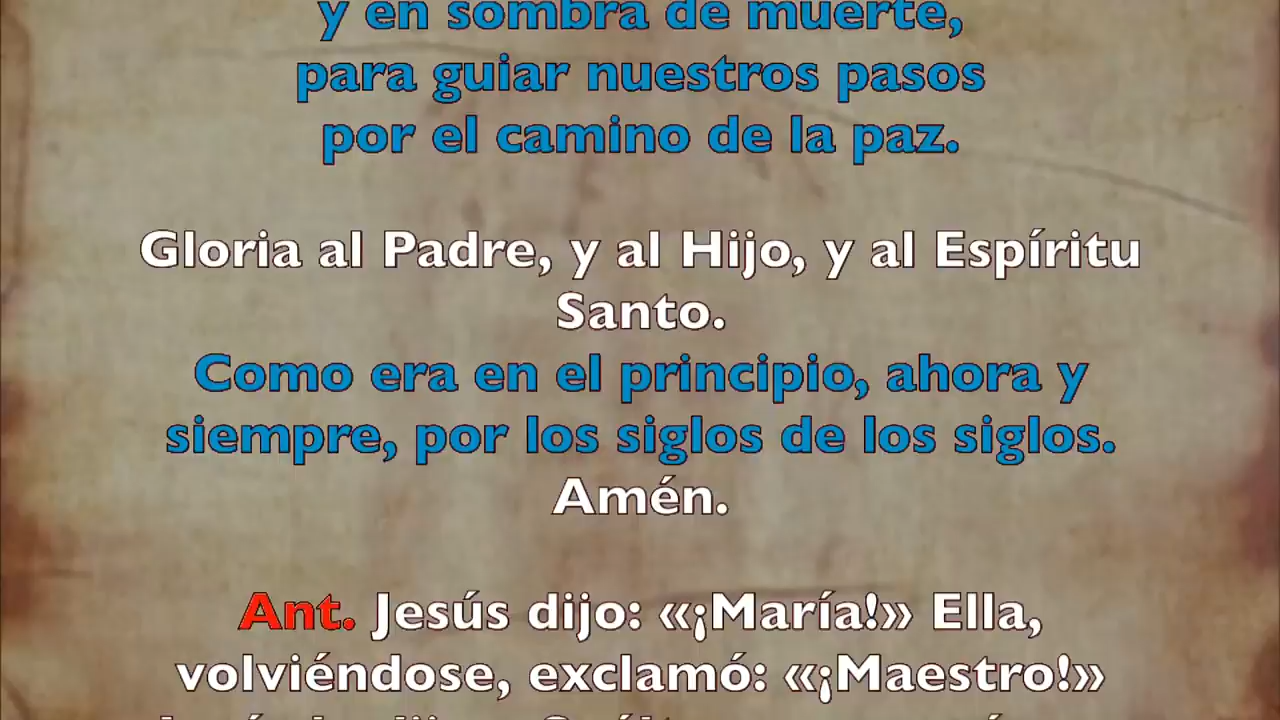 y en sombra de muerte,
para guiar nuestros pasos
por el camino de la paz.
Gloria al Padre, y al Hijo, y al Espíritu
Santo.
Como era en el principio, ahora y
siempre, por los siglos de los siglos.
Amén.
Ant. Jesús dijo: «¡María!» Ella,
volviéndose, exclamó: «¡Maestro!»